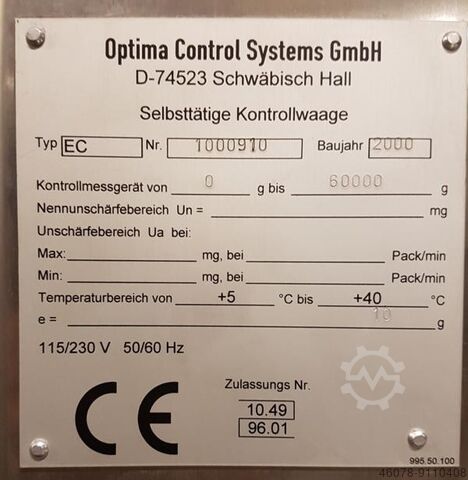 Optima Control Systems GmbH
D-74523 Schwäbisch Hall
Selbsttätige Kontrollwaage
Typ EC Nr. 1000910 Baujahr 2000
Kontrollmessgerät von 0 g bis 60000 g
Nennunschärfebereich Un = mg
Unschärfebereich Ua bei:
Max: mg, bei Pack/min
Min: mg, bei Pack/min
Temperaturbereich von +5 °C bis +40 °C
e = 10 g
115/230 V 50/60 Hz
CE
Zulassungs Nr.
10.49
96.01
995.50.100
46078-9110408